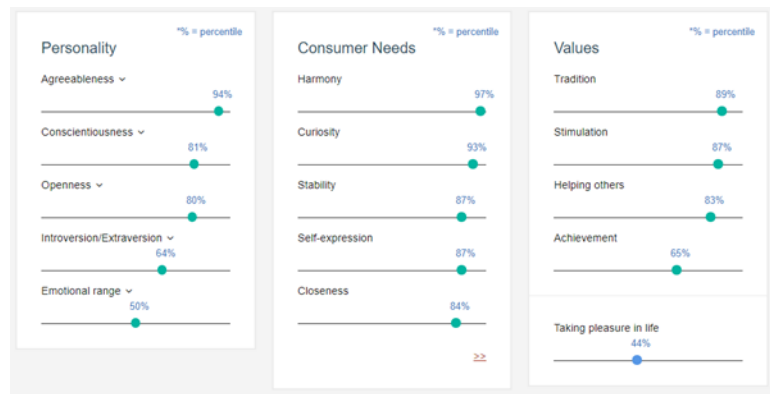 *% = percentile
Personality
Agreeableness
94%
Conscientiousness
81%
Openness
80%
Introversion/Extraversion
64%
Emotional range
50%
*% = percentile
Consumer Needs
Harmony
97%
Curiosity
93%
Stability
87%
Self-expression
87%
Closeness
84%
>>
*% = percentile
Values
Tradition
89%
Stimulation
87%
Helping others
83%
Achievement
65%
Taking pleasure in life
44%